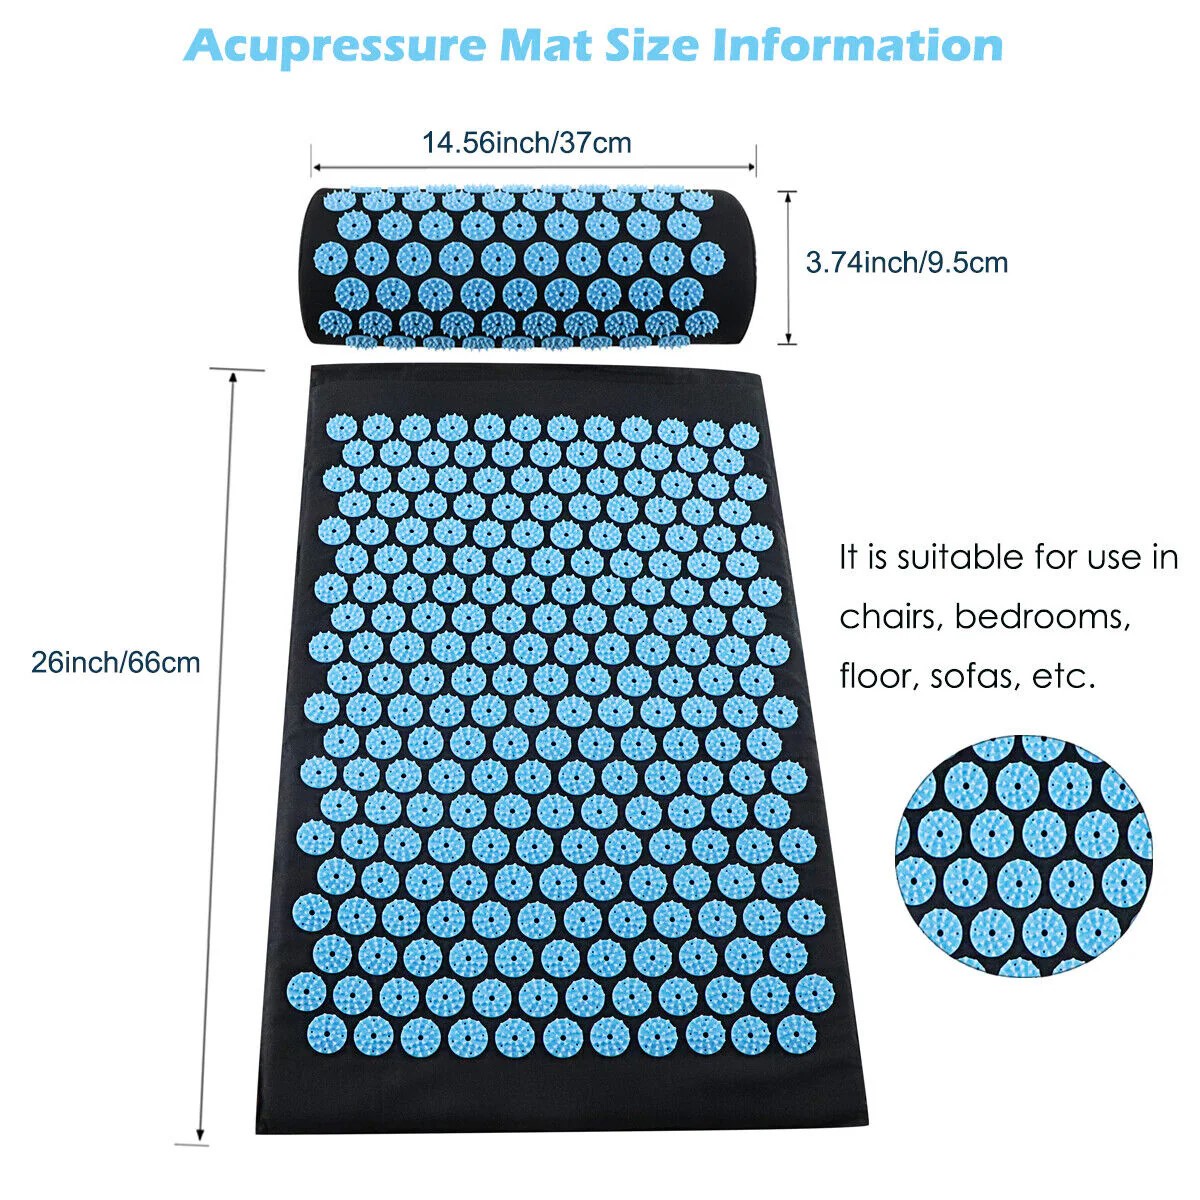 Acupressure Mat Size Information
14.56inch/37cm
3.74inch/9.5cm
26inch/66cm
It is suitable for use in
chairs, bedrooms,
floor, sofas, etc.